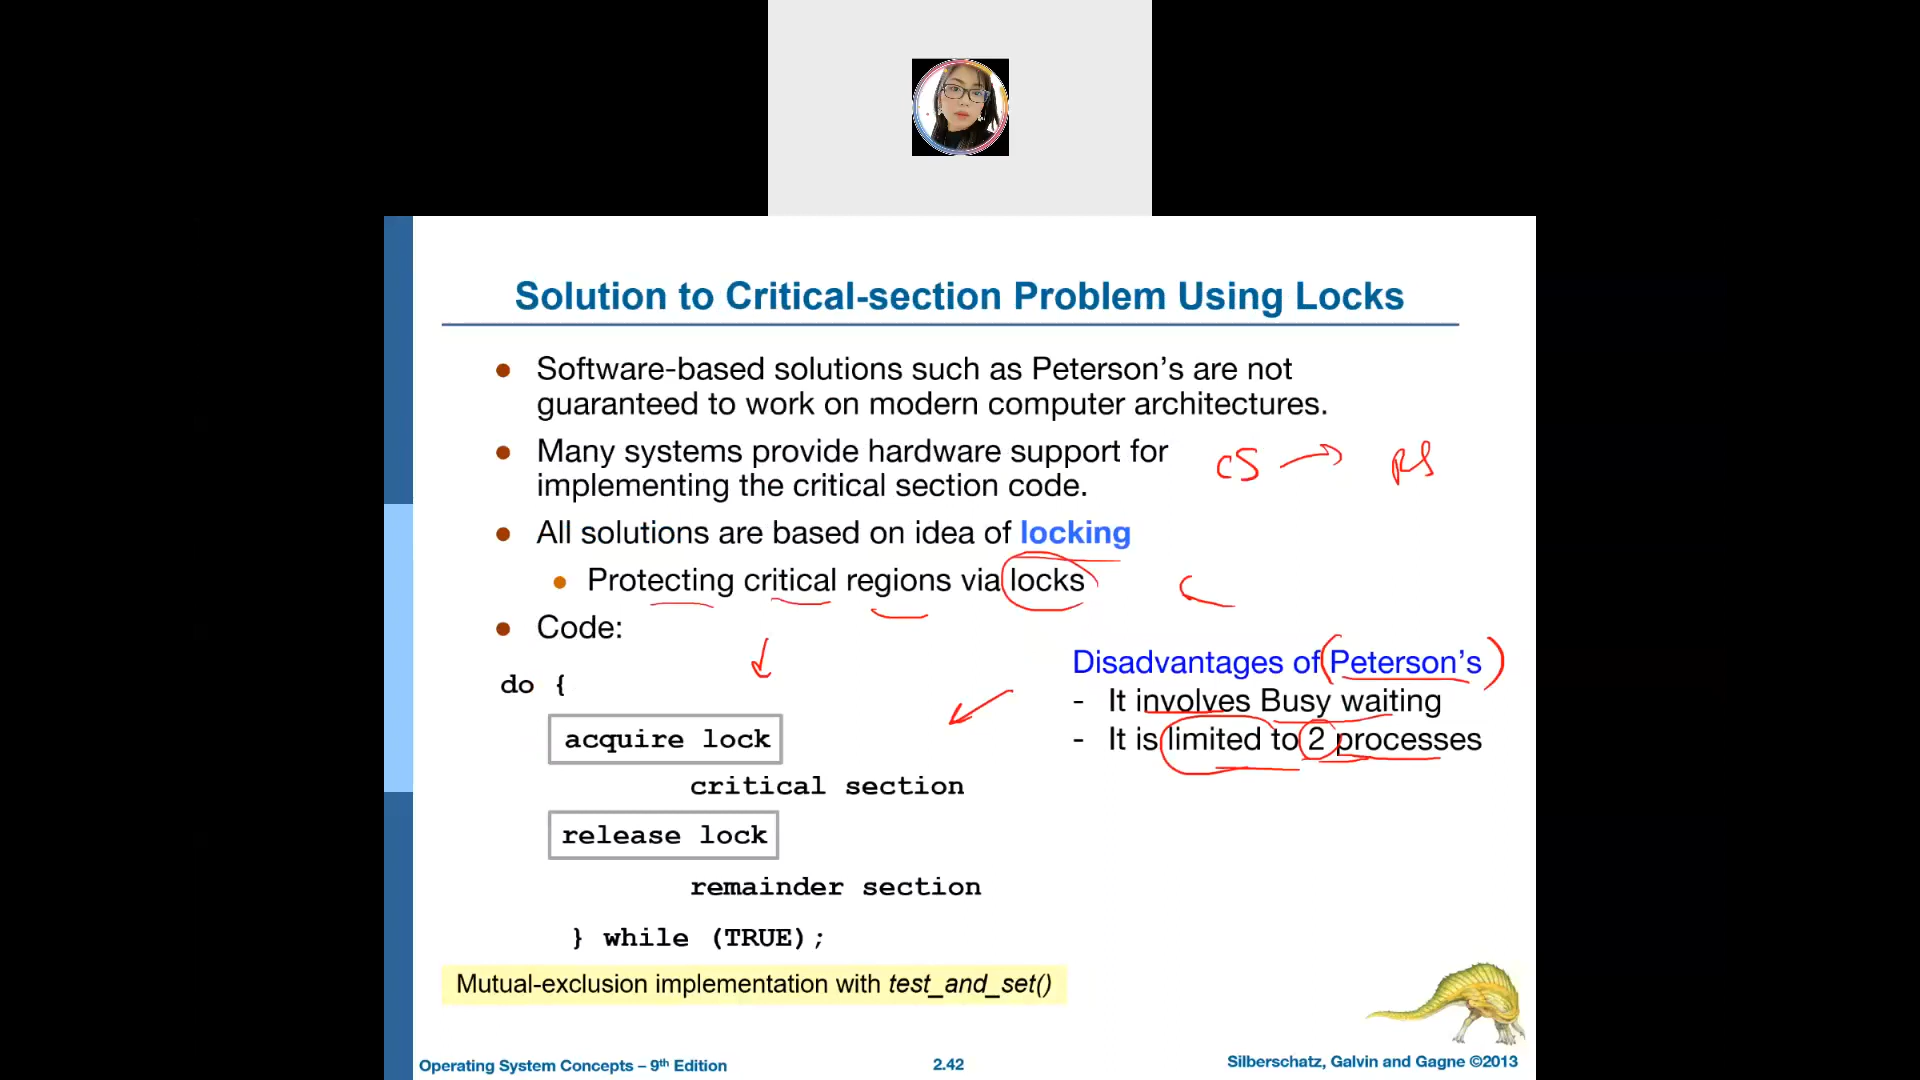 Solution to Critical-section Problem Using Locks
● Software-based solutions such as Peterson's are not
guaranteed to work on modern computer architectures.
● Many systems provide hardware support for
implementing the critical section code.
CS → RS
● All solutions are based on idea of locking
● Protecting critical regions via locks
● Code:
do {
acquire lock
critical section
release lock
remainder section
} while (TRUE);
Disadvantages of Peterson's
- It involves Busy waiting
- It is limited to 2 processes
Mutual-exclusion implementation with test_and_set()
Operating System Concepts – 9th Edition
2.42
Silberschatz, Galvin and Gagne ©2013